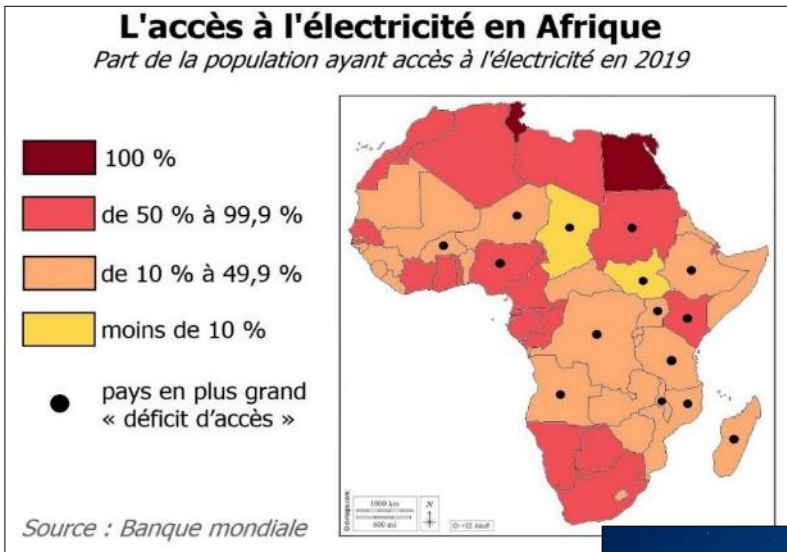 L'accès à l'électricité en Afrique
Part de la population ayant accès à l'électricité en 2019
100 %
de 50 % à 99,9 %
de 10 % à 49,9 %
moins de 10 %
pays en plus grand
« déficit d'accès »
Source : Banque mondiale
1000 km
600 mi
N